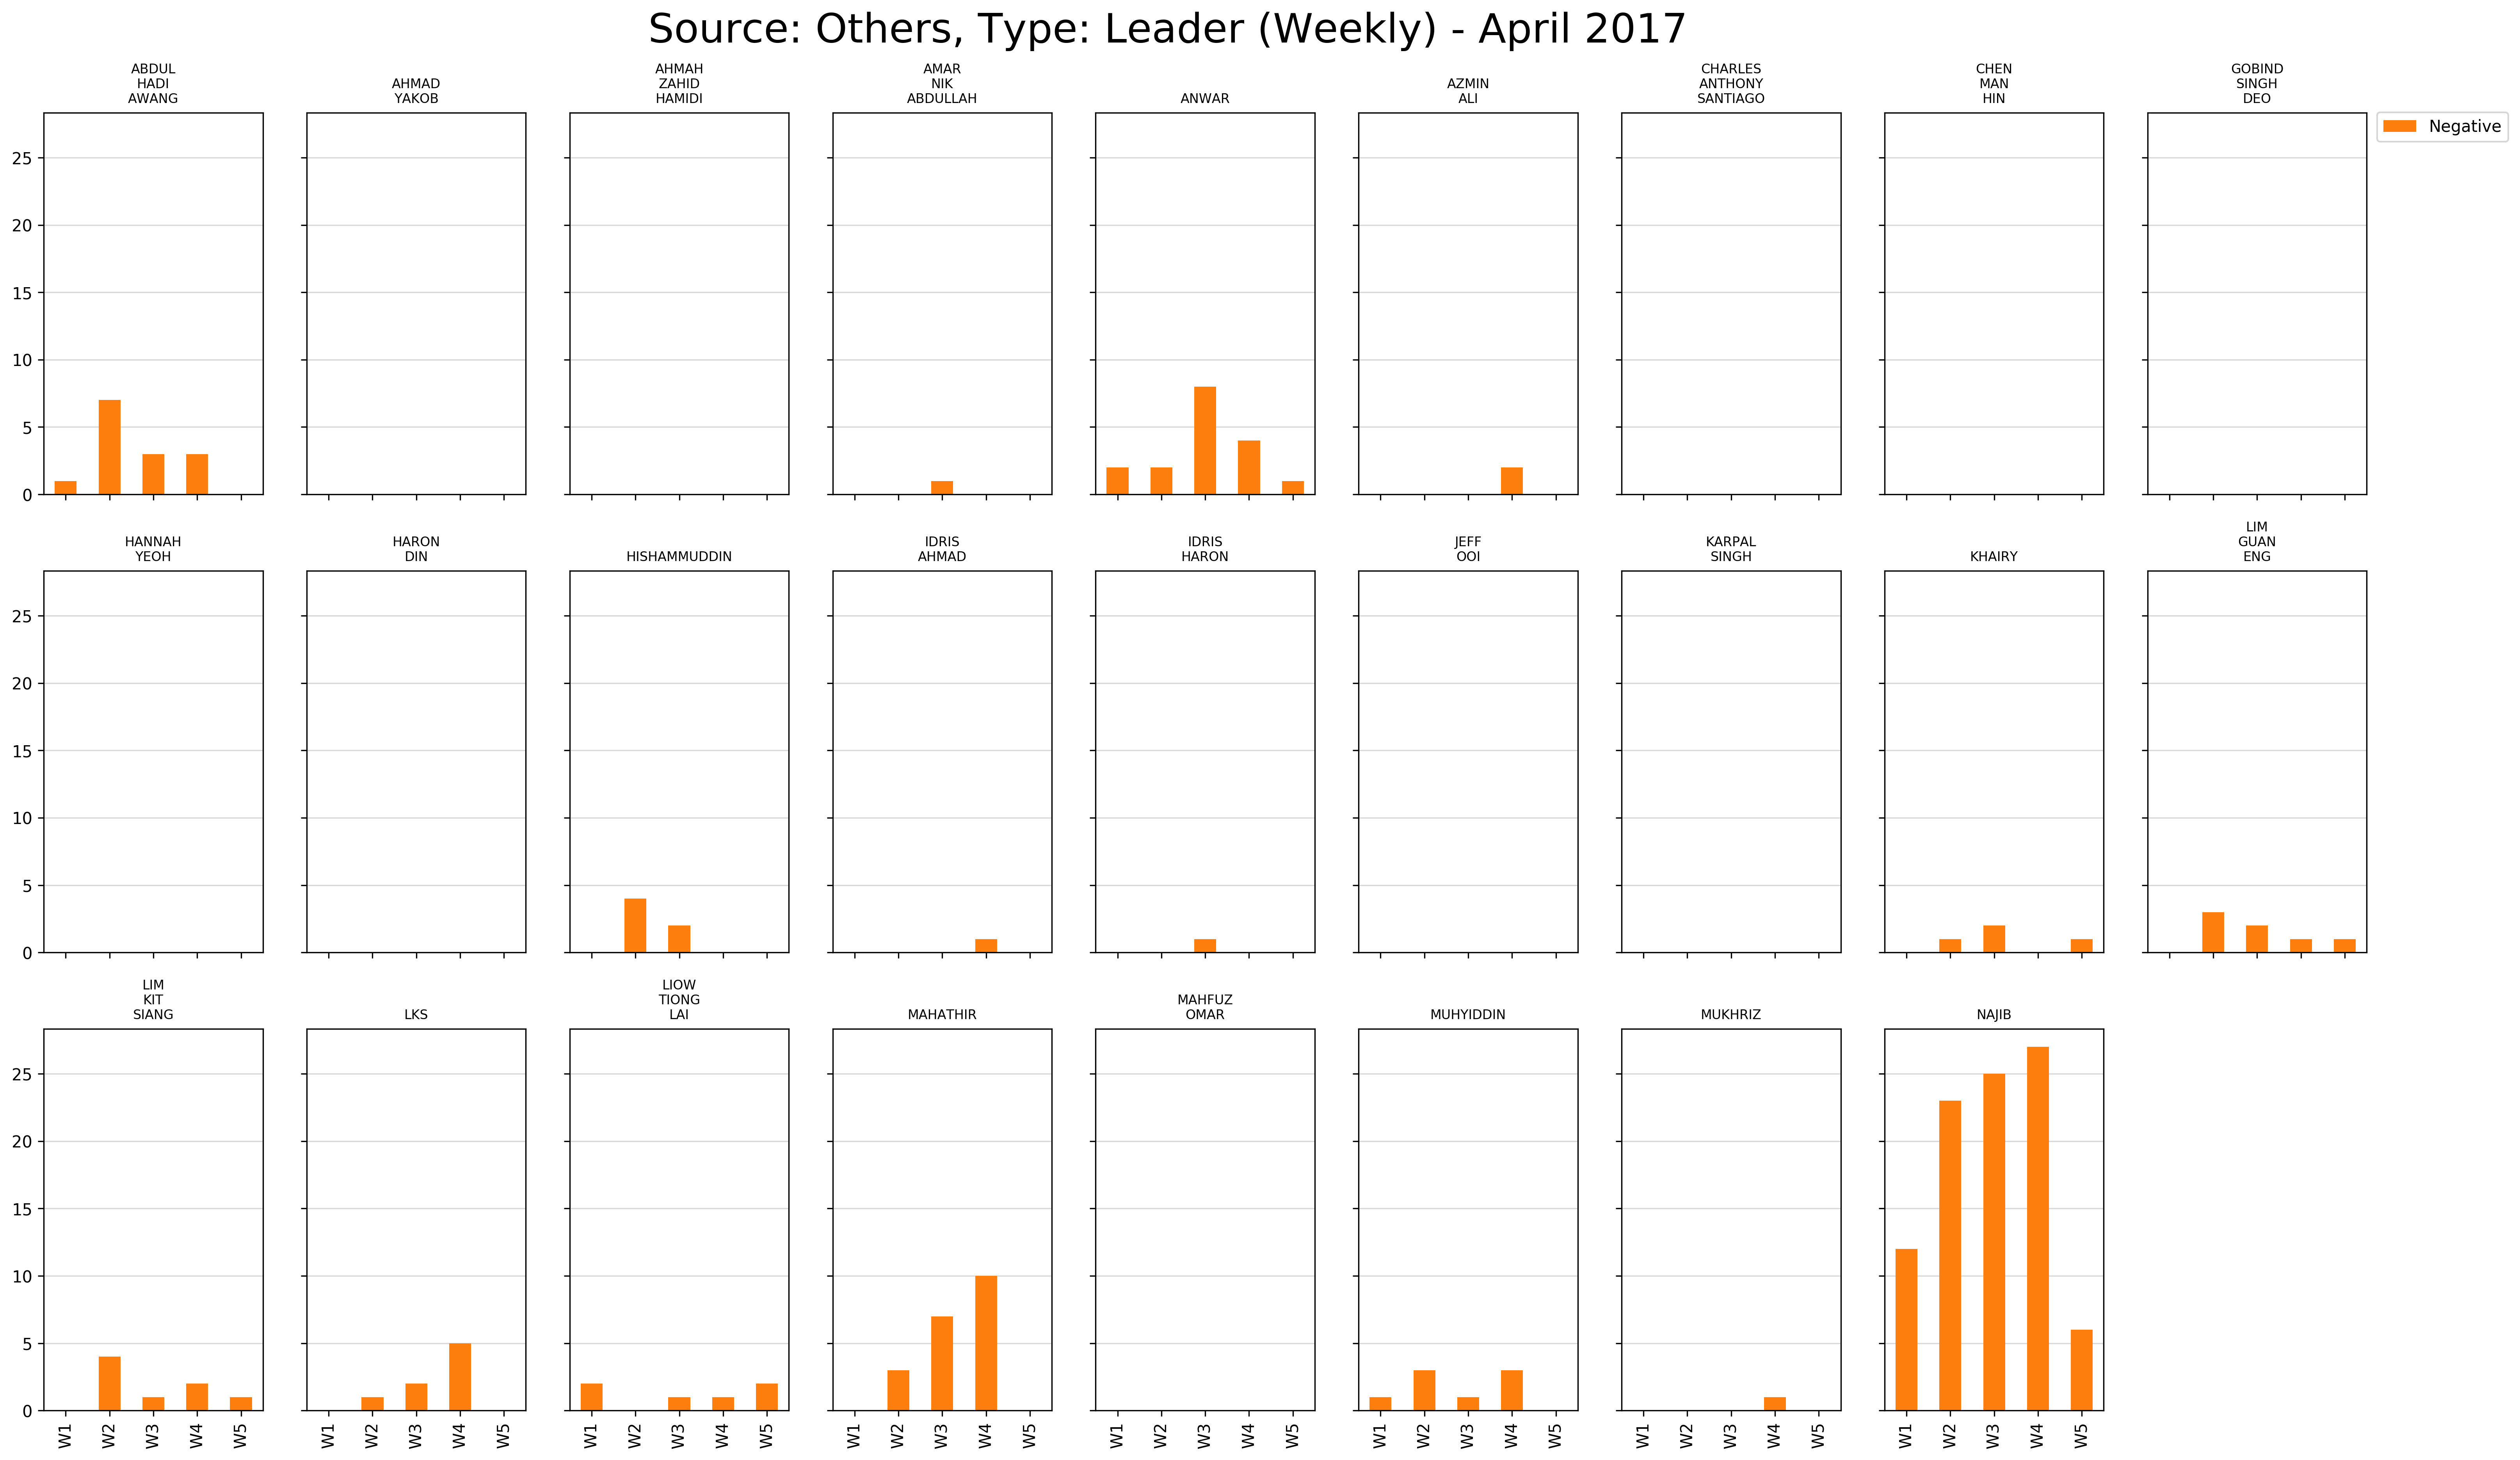 Source: Others, Type: Leader (Weekly) - April 2017
ABDUL
HADI
AWANG
AHMAD
YAKOB
AHMAH
ZAHID
HAMIDI
AMAR
NIK
ABDULLAH
ANWAR
AZMIN
ALI
CHARLES
ANTHONY
SANTIAGO
CHEN
MAN
HIN
GOBIND
SINGH
DEO
Negative
25
20
15
10
5
0
HANNAH
YEOH
HARON
DIN
HISHAMMUDDIN
IDRIS
AHMAD
IDRIS
HARON
JEFF
OOI
KARPAL
SINGH
KHAIRY
LIM
GUAN
ENG
25
20
15
10
5
0
LIM
KIT
SIANG
LKS
LIOW
TIONG
LAI
MAHATHIR
MAHFUZ
OMAR
MUHYIDDIN
MUKHRIZ
NAJIB
25
20
15
10
5
0
W1 W2 W3 W4 W5
W1 W2 W3 W4 W5
W1 W2 W3 W4 W5
W1 W2 W3 W4 W5
W1 W2 W3 W4 W5
W1 W2 W3 W4 W5
W1 W2 W3 W4 W5
W1 W2 W3 W4 W5